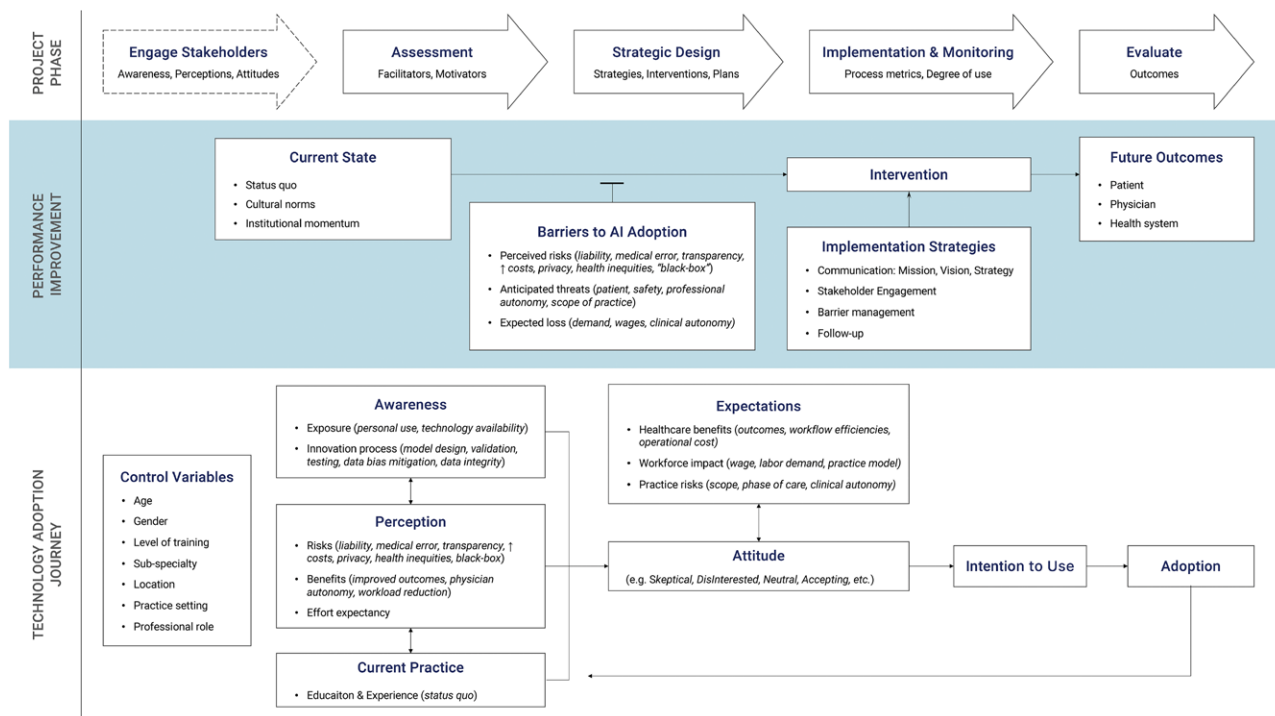 PROJECT
PHASE
Engage Stakeholders
Awareness, Perceptions, Attitudes
Assessment
Facilitators, Motivators
Strategic Design
Strategies, Interventions, Plans
Implementation & Monitoring
Process metrics, Degree of use
Evaluate
Outcomes
PERFORMANCE
IMPROVEMENT
Current State
• Status quo
• Cultural norms
• Institutional momentum
Barriers to AI Adoption
• Perceived risks (liability, medical error, transparency,
↑ costs, privacy, health inequities, "black-box")
• Anticipated threats (patient, safety, professional
autonomy, scope of practice)
• Expected loss (demand, wages, clinical autonomy)
Intervention
Implementation Strategies
• Communication: Mission, Vision, Strategy
• Stakeholder Engagement
• Barrier management
• Follow-up
Future Outcomes
• Patient
• Physician
• Health system
TECHNOLOGY ADOPTION
JOURNEY
Control Variables
• Age
• Gender
• Level of training
• Sub-specialty
• Location
• Practice setting
• Professional role
Awareness
• Exposure (personal use, technology availability)
• Innovation process (model design, validation,
testing, data bias mitigation, data integrity)
Perception
• Risks (liability, medical error, transparency, ↑
costs, privacy, health inequities, black-box)
• Benefits (improved outcomes, physician
autonomy, workload reduction)
• Effort expectancy
Current Practice
• Educaiton & Experience (status quo)
Expectations
• Healthcare benefits (outcomes, workflow efficiencies,
operational cost)
• Workforce impact (wage, labor demand, practice model)
• Practice risks (scope, phase of care, clinical autonomy)
Attitude
(e.g. Skeptical, DisInterested, Neutral, Accepting, etc.)
Intention to Use
Adoption